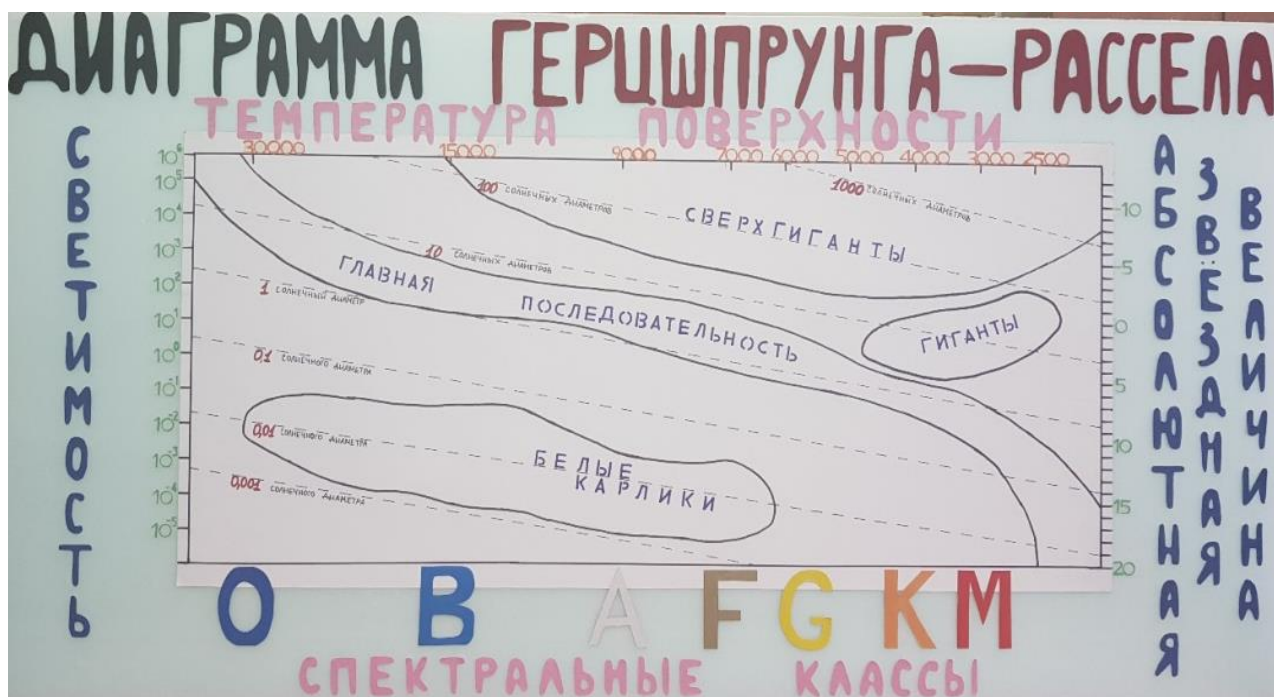 ДИАГРАММА ГЕРЦШПРУНГА—РАССЕЛА
ТЕМПЕРАТУРА ПОВЕРХНОСТИ
30000 15000 9000 7000 6000 5000 4000 3000 2500
СВЕТИМОСТЬ
10⁶
10⁵
10⁴
10³
10²
10¹
10⁰
10⁻¹
10⁻²
10⁻³
10⁻⁴
10⁻⁵
100 СОЛНЕЧНЫХ ДИАМЕТРОВ
1000 СОЛНЕЧНЫХ ДИАМЕТРОВ
СВЕРХГИГАНТЫ
10 СОЛНЕЧНЫХ ДИАМЕТРОВ
ГЛАВНАЯ
ПОСЛЕДОВАТЕЛЬНОСТЬ
1 СОЛНЕЧНЫЙ ДИАМЕТР
ГИГАНТЫ
0,1 СОЛНЕЧНОГО ДИАМЕТРА
0,01 СОЛНЕЧНОГО ДИАМЕТРА
БЕЛЫЕ
КАРЛИКИ
0,001 СОЛНЕЧНОГО ДИАМЕТРА
-10
-5
0
5
10
15
20
АБСОЛЮТНАЯ
ЗВЁЗДНАЯ
ВЕЛИЧИНА
O B A F G K M
СПЕКТРАЛЬНЫЕ КЛАССЫ